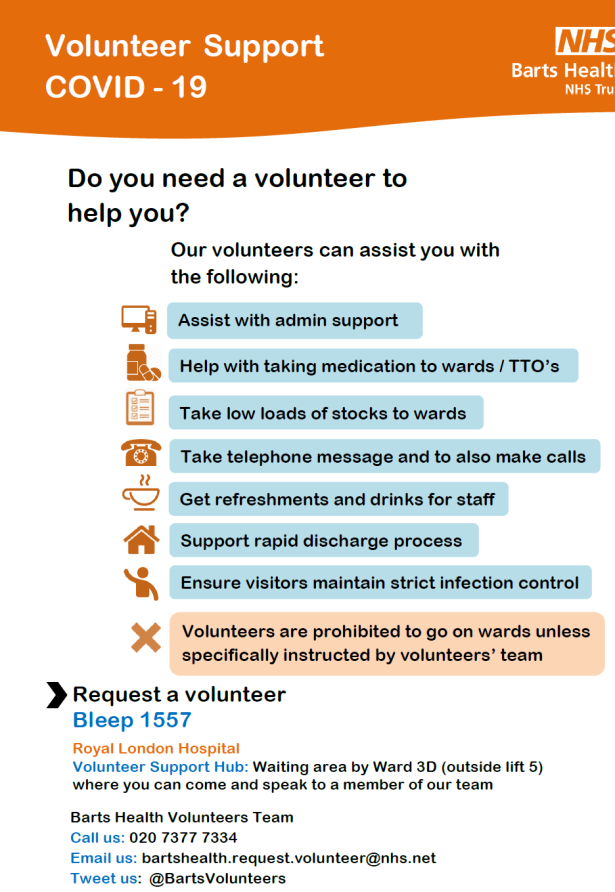 Volunteer Support
COVID - 19
NHS
Barts Health
NHS Tru
Do you need a volunteer to
help you?
Our volunteers can assist you with
the following:
Assist with admin support
Help with taking medication to wards / TTO's
Take low loads of stocks to wards
Take telephone message and to also make calls
Get refreshments and drinks for staff
Support rapid discharge process
Ensure visitors maintain strict infection control
Volunteers are prohibited to go on wards unless
specifically instructed by volunteers' team
Request a volunteer
Bleep 1557
Royal London Hospital
Volunteer Support Hub: Waiting area by Ward 3D (outside lift 5)
where you can come and speak to a member of our team
Barts Health Volunteers Team
Call us: 020 7377 7334
Email us: bartshealth.request.volunteer@nhs.net
Tweet us: @BartsVolunteers